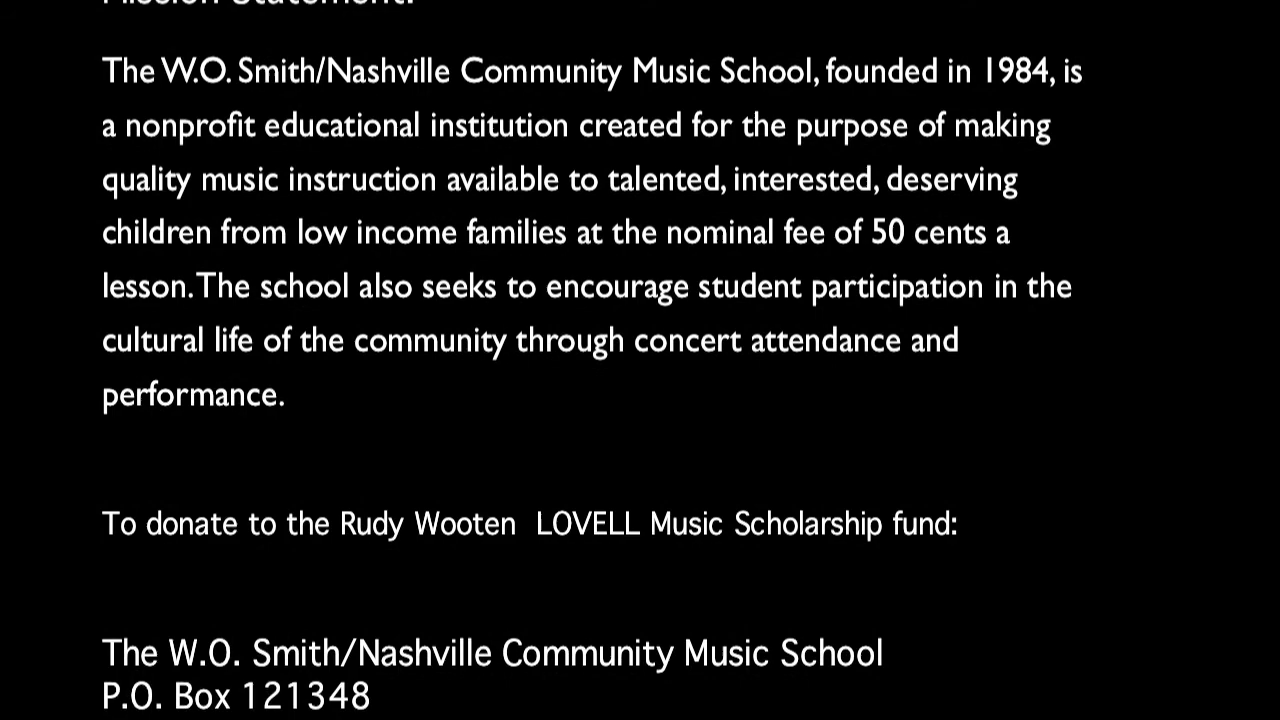 Mission Statement:
The W.O. Smith/Nashville Community Music School, founded in 1984, is
a nonprofit educational institution created for the purpose of making
quality music instruction available to talented, interested, deserving
children from low income families at the nominal fee of 50 cents a
lesson. The school also seeks to encourage student participation in the
cultural life of the community through concert attendance and
performance.
To donate to the Rudy Wooten LOVELL Music Scholarship fund:
The W.O. Smith/Nashville Community Music School
P.O. Box 121348